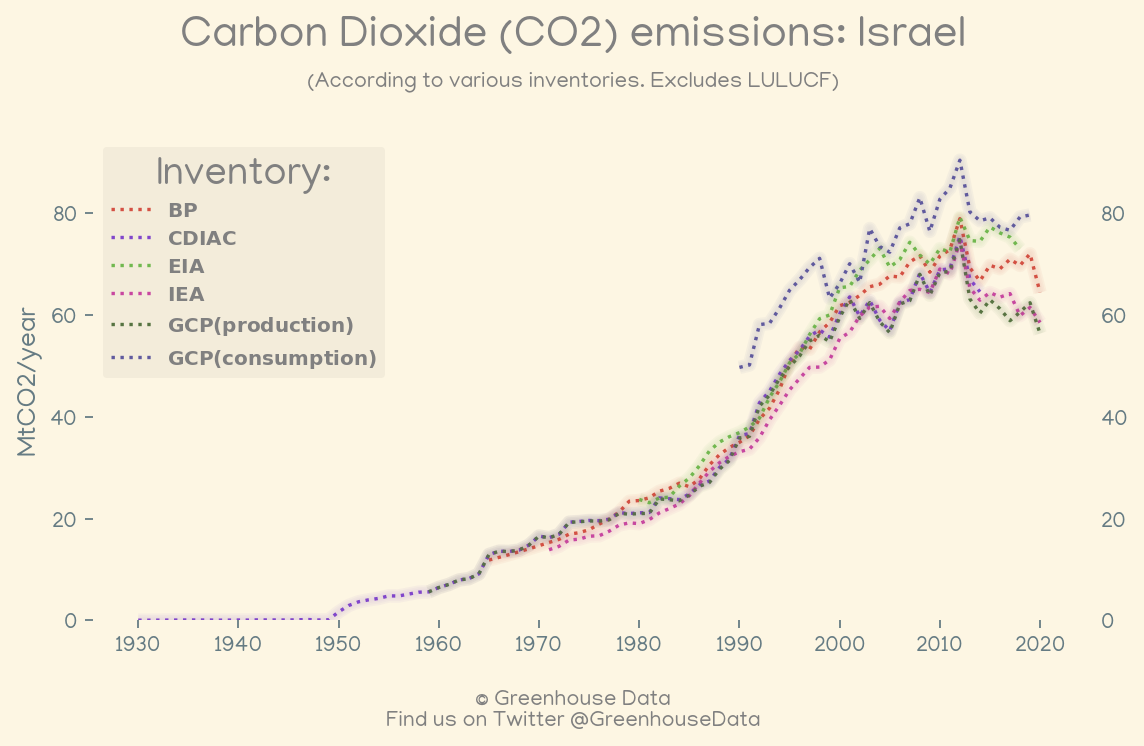 Carbon Dioxide (CO2) emissions: Israel
(According to various inventories. Excludes LULUCF)
Inventory:
BP
CDIAC
EIA
IEA
GCP(production)
GCP(consumption)
MtCO2/year
80
60
40
20
0
80
60
40
20
0
1930 1940 1950 1960 1970 1980 1990 2000 2010 2020
© Greenhouse Data
Find us on Twitter @GreenhouseData